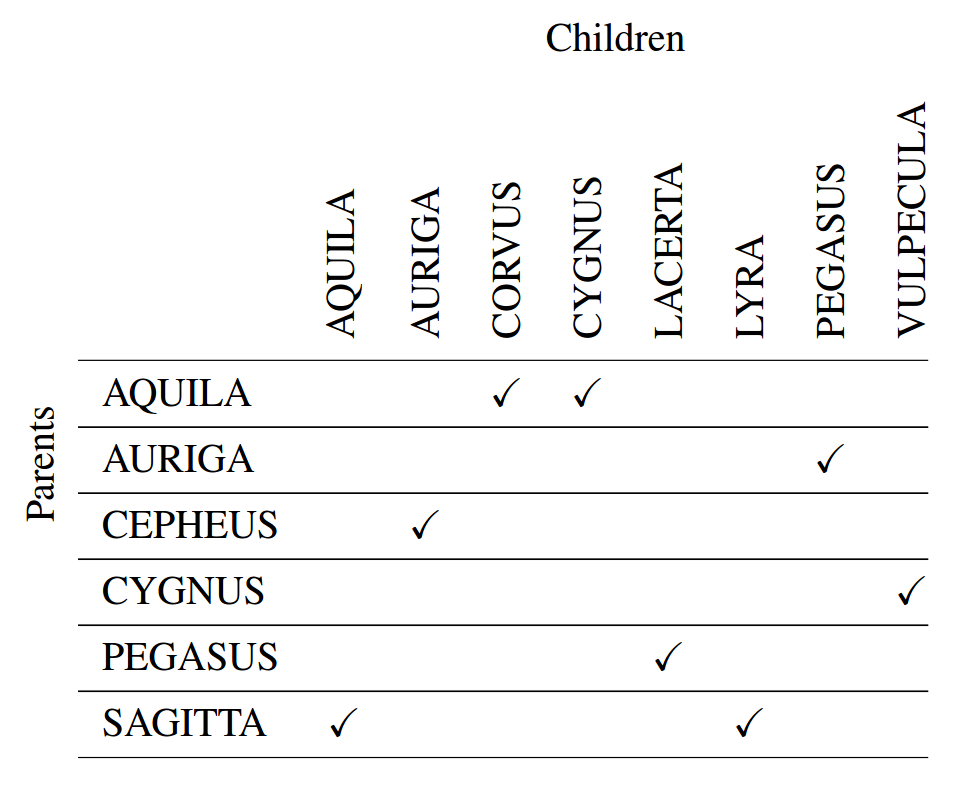 Children
AQUILA AURIGA CORVUS CYGNUS LACERTA LYRA PEGASUS VULPECULA
Parents
AQUILA ✓ ✓
AURIGA ✓
CEPHEUS ✓
CYGNUS ✓
PEGASUS ✓
SAGITTA ✓ ✓